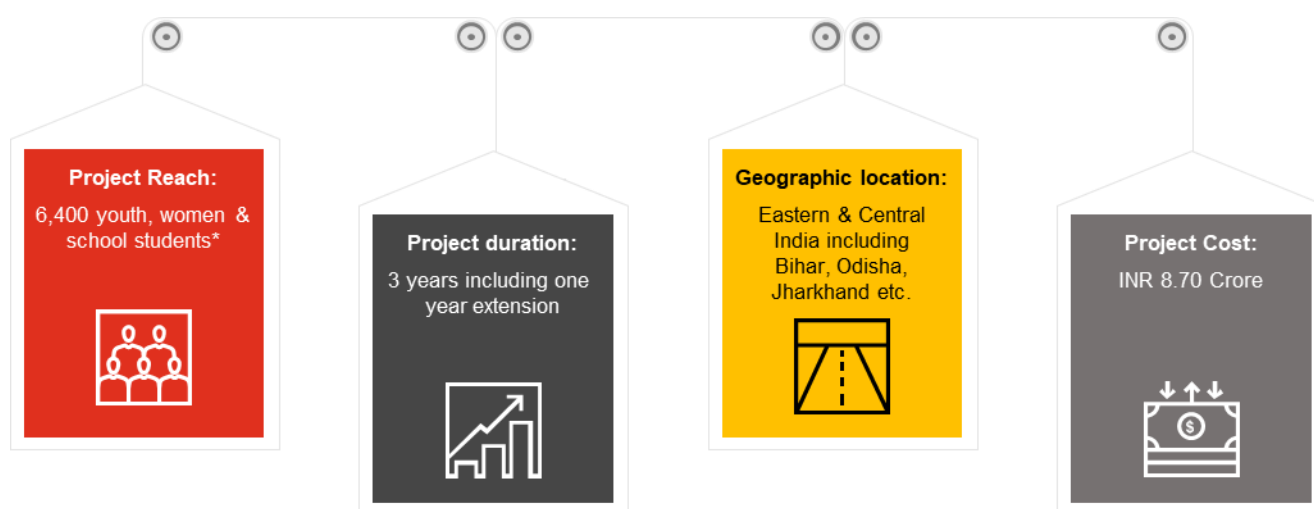 Project Reach:
6,400 youth, women &
school students*
Project duration:
3 years including one
year extension
Geographic location:
Eastern & Central
India including
Bihar, Odisha,
Jharkhand etc.
Project Cost:
INR 8.70 Crore
$